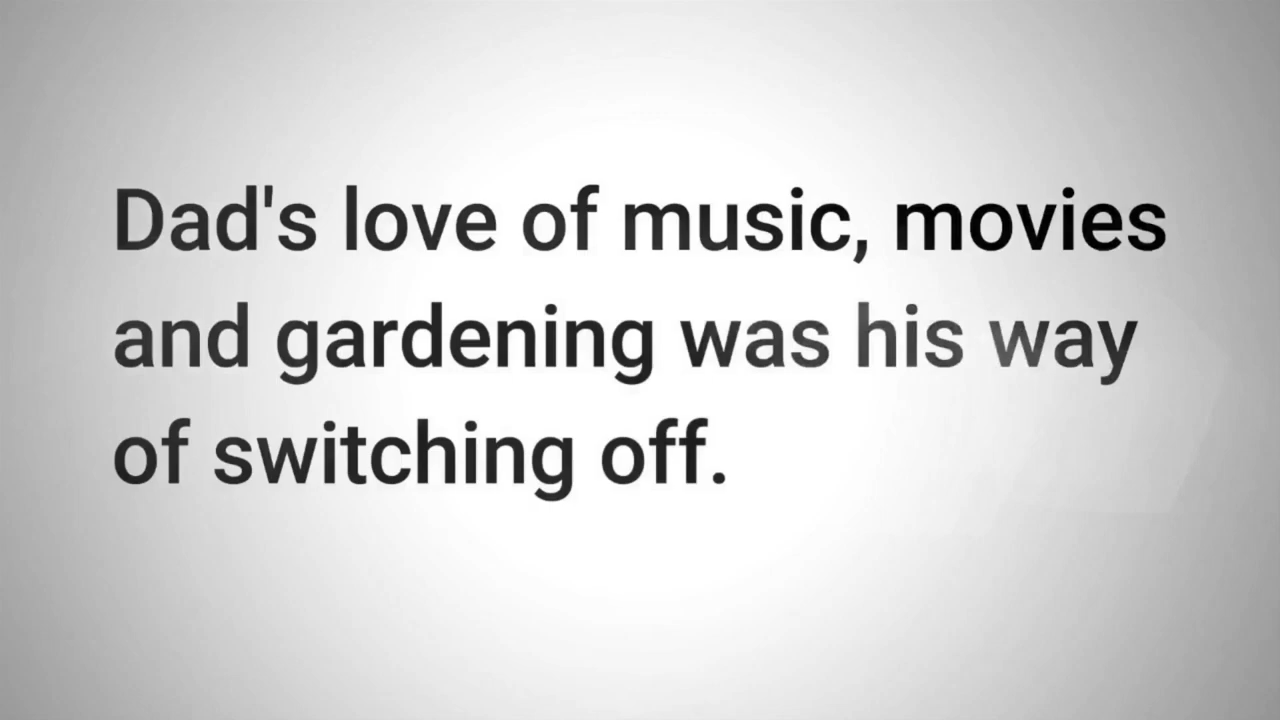 Dad's love of music, movies
and gardening was his way
of switching off.